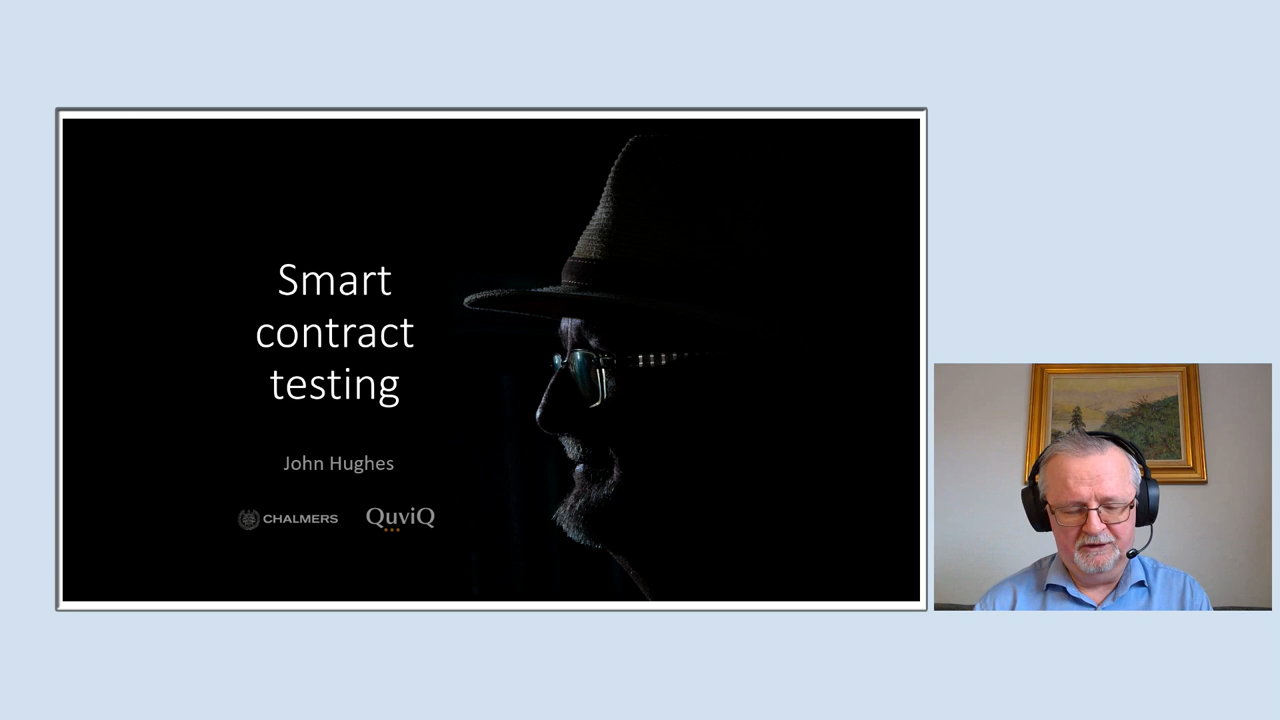 Smart
contract
testing
John Hughes
CHALMERS
QuviQ